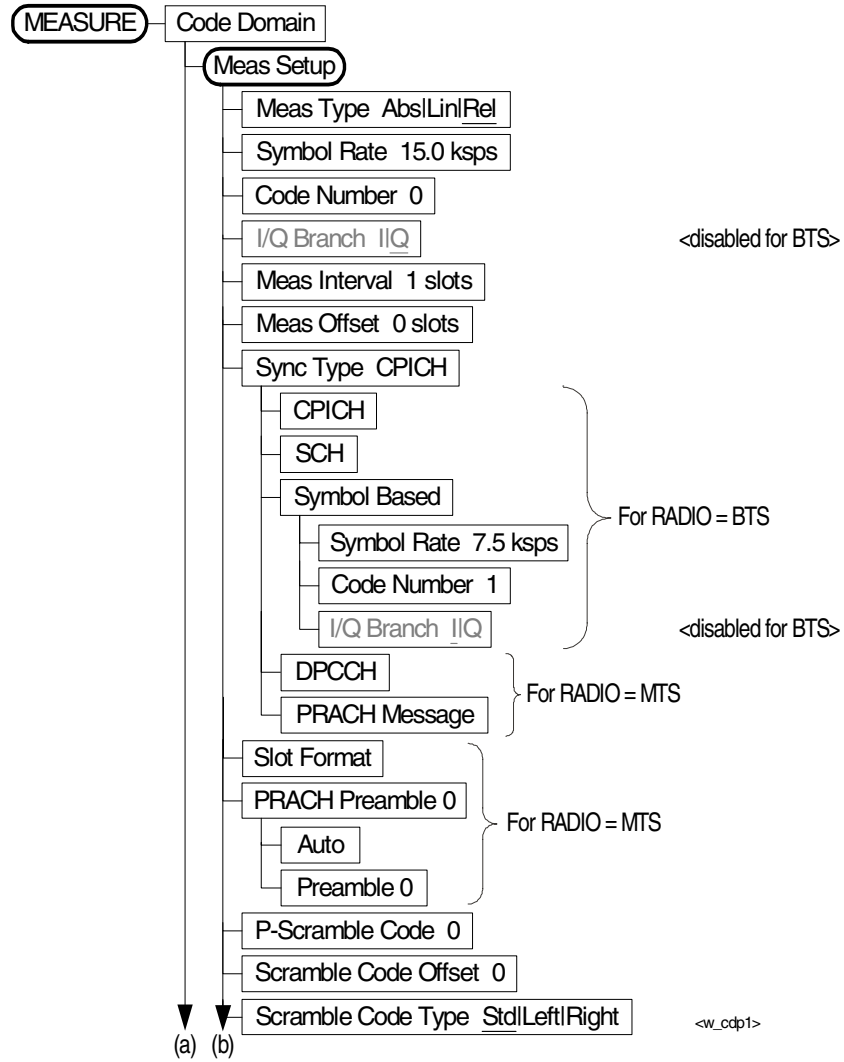 MEASURE Code Domain
Meas Setup
Meas Type Abs|Lin|Rel
Symbol Rate 15.0 ksps
Code Number 0
I/Q Branch I|Q <disabled for BTS>
Meas Interval 1 slots
Meas Offset 0 slots
Sync Type CPICH
CPICH
SCH
Symbol Based
For RADIO = BTS
Symbol Rate 7.5 ksps
Code Number 1
I/Q Branch I|Q <disabled for BTS>
DPCCH
For RADIO = MTS
PRACH Message
Slot Format
PRACH Preamble 0
For RADIO = MTS
Auto
Preamble 0
P-Scramble Code 0
Scramble Code Offset 0
Scramble Code Type Std|Left|Right <w_cdp1>
(a) (b)